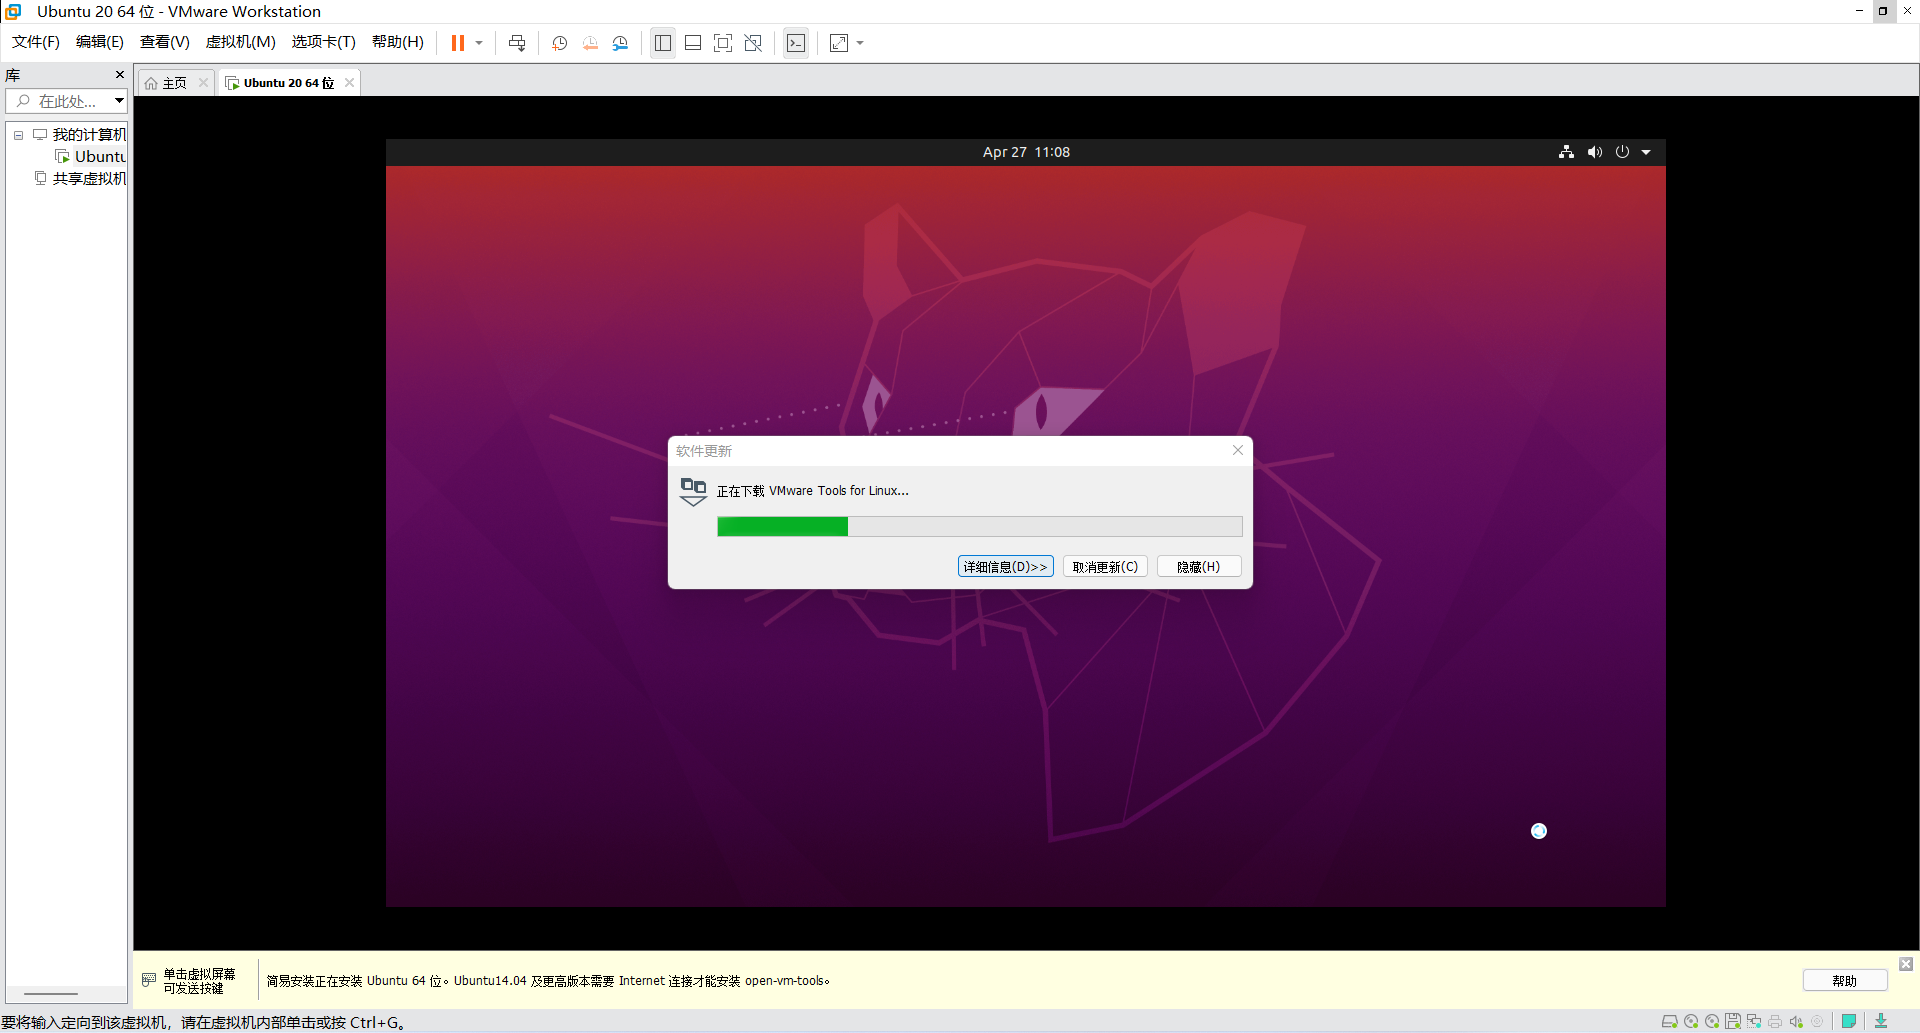 Ubuntu 20 64 位 - VMware Workstation
文件(F) 编辑(E) 查看(V) 虚拟机(M) 选项卡(T) 帮助(H)
库
主页
Ubuntu 20 64 位
在此处...
我的计算机
Ubuntu
共享虚拟机
Apr 27 11:08
软件更新
正在下载 VMware Tools for Linux...
详细信息(D)>> 取消更新(C) 隐藏(H)
单击虚拟屏幕
可发送按键
简易安装正在安装 Ubuntu 64 位。Ubuntu14.04 及更高版本需要 Internet 连接才能安装 open-vm-tools。
帮助
要将输入定向到该虚拟机，请在虚拟机内部单击或按 Ctrl+G。